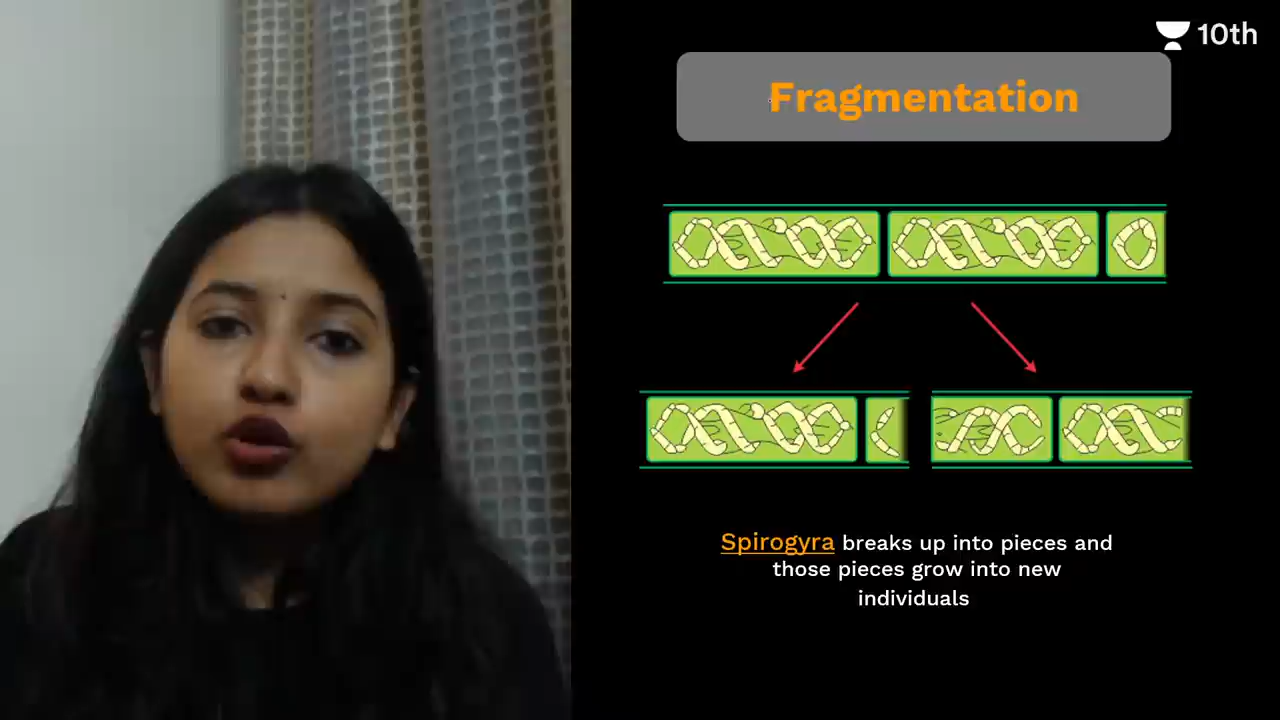 10th
Fragmentation
Spirogyra breaks up into pieces and
those pieces grow into new
individuals